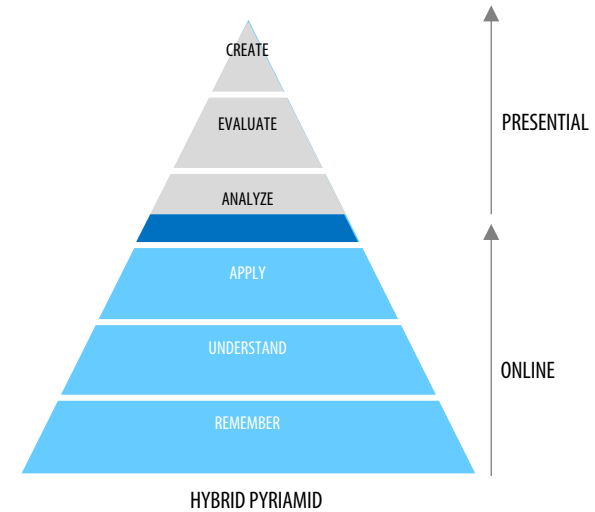 CREATE
EVALUATE
PRESENTIAL
ANALYZE
APPLY
UNDERSTAND
ONLINE
REMEMBER
HYBRID PYRIAMID